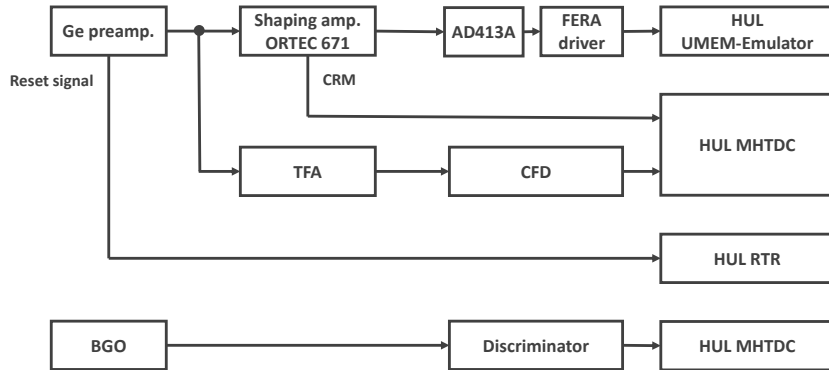 Ge preamp.
Shaping amp.
ORTEC 671
AD413A
FERA
driver
HUL
UMEM-Emulator
Reset signal
CRM
HUL MHTDC
TFA
CFD
HUL RTR
BGO
Discriminator
HUL MHTDC